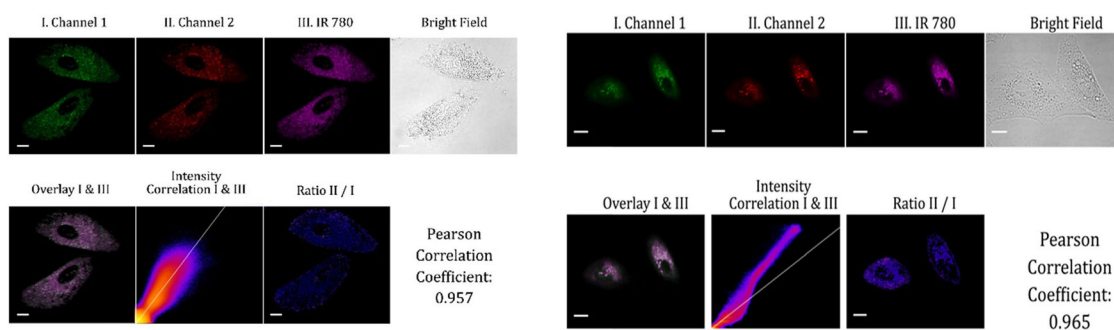 I. Channel 1
II. Channel 2
III. IR 780
Bright Field
Overlay I & III
Intensity
Correlation I & III
Ratio II / I
Pearson
Correlation
Coefficient:
0.957
I. Channel 1
II. Channel 2
III. IR 780
Bright Field
Overlay I & III
Intensity
Correlation I & III
Ratio II / I
Pearson
Correlation
Coefficient:
0.965